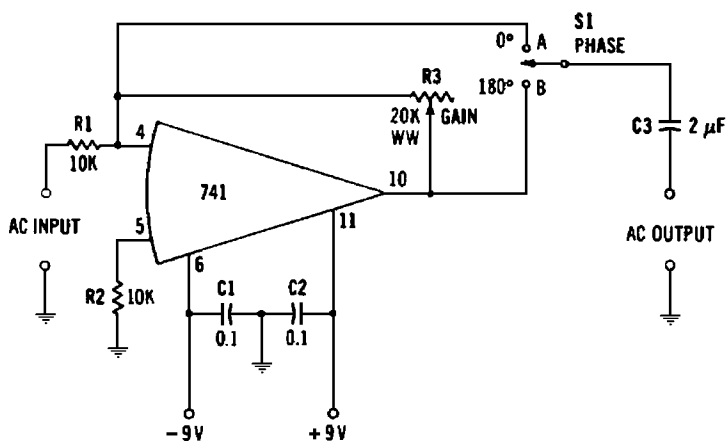 0° A
S1
PHASE
180° B
R3
20K GAIN
WW
C3 2 µF
R1
10K
4
741
10
11
5
6
AC INPUT
AC OUTPUT
R2 10K
C1 C2
0.1 0.1
-9V +9V